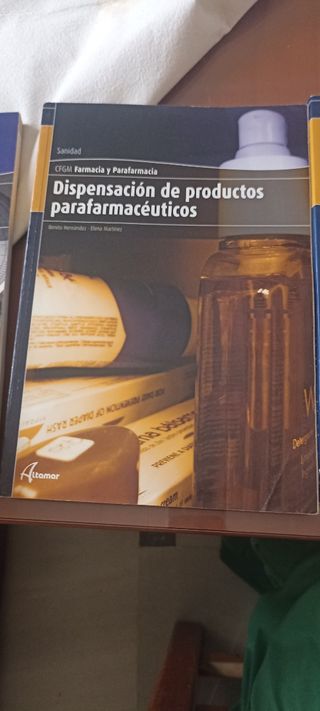 Sanidad
CFGM Farmacia y Parafarmacia
Dispensación de productos
parafarmacéuticos
Benito Hernández · Elena Martínez
Altamar